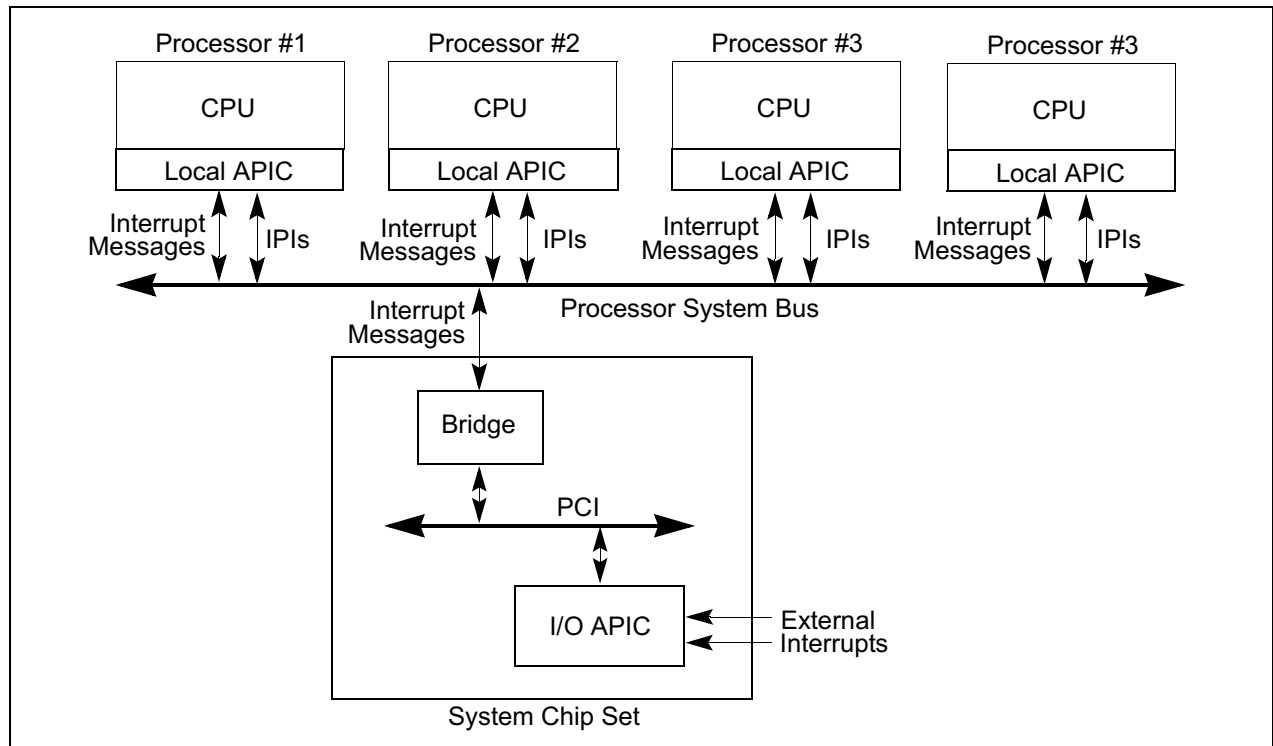 Processor #1
Processor #2
Processor #3
Processor #3
CPU
CPU
CPU
CPU
Local APIC
Local APIC
Local APIC
Local APIC
Interrupt
Messages
IPIs
Interrupt
Messages
IPIs
Interrupt
Messages
IPIs
Interrupt
Messages
IPIs
Interrupt
Messages
Processor System Bus
Bridge
PCI
I/O APIC
External
Interrupts
System Chip Set